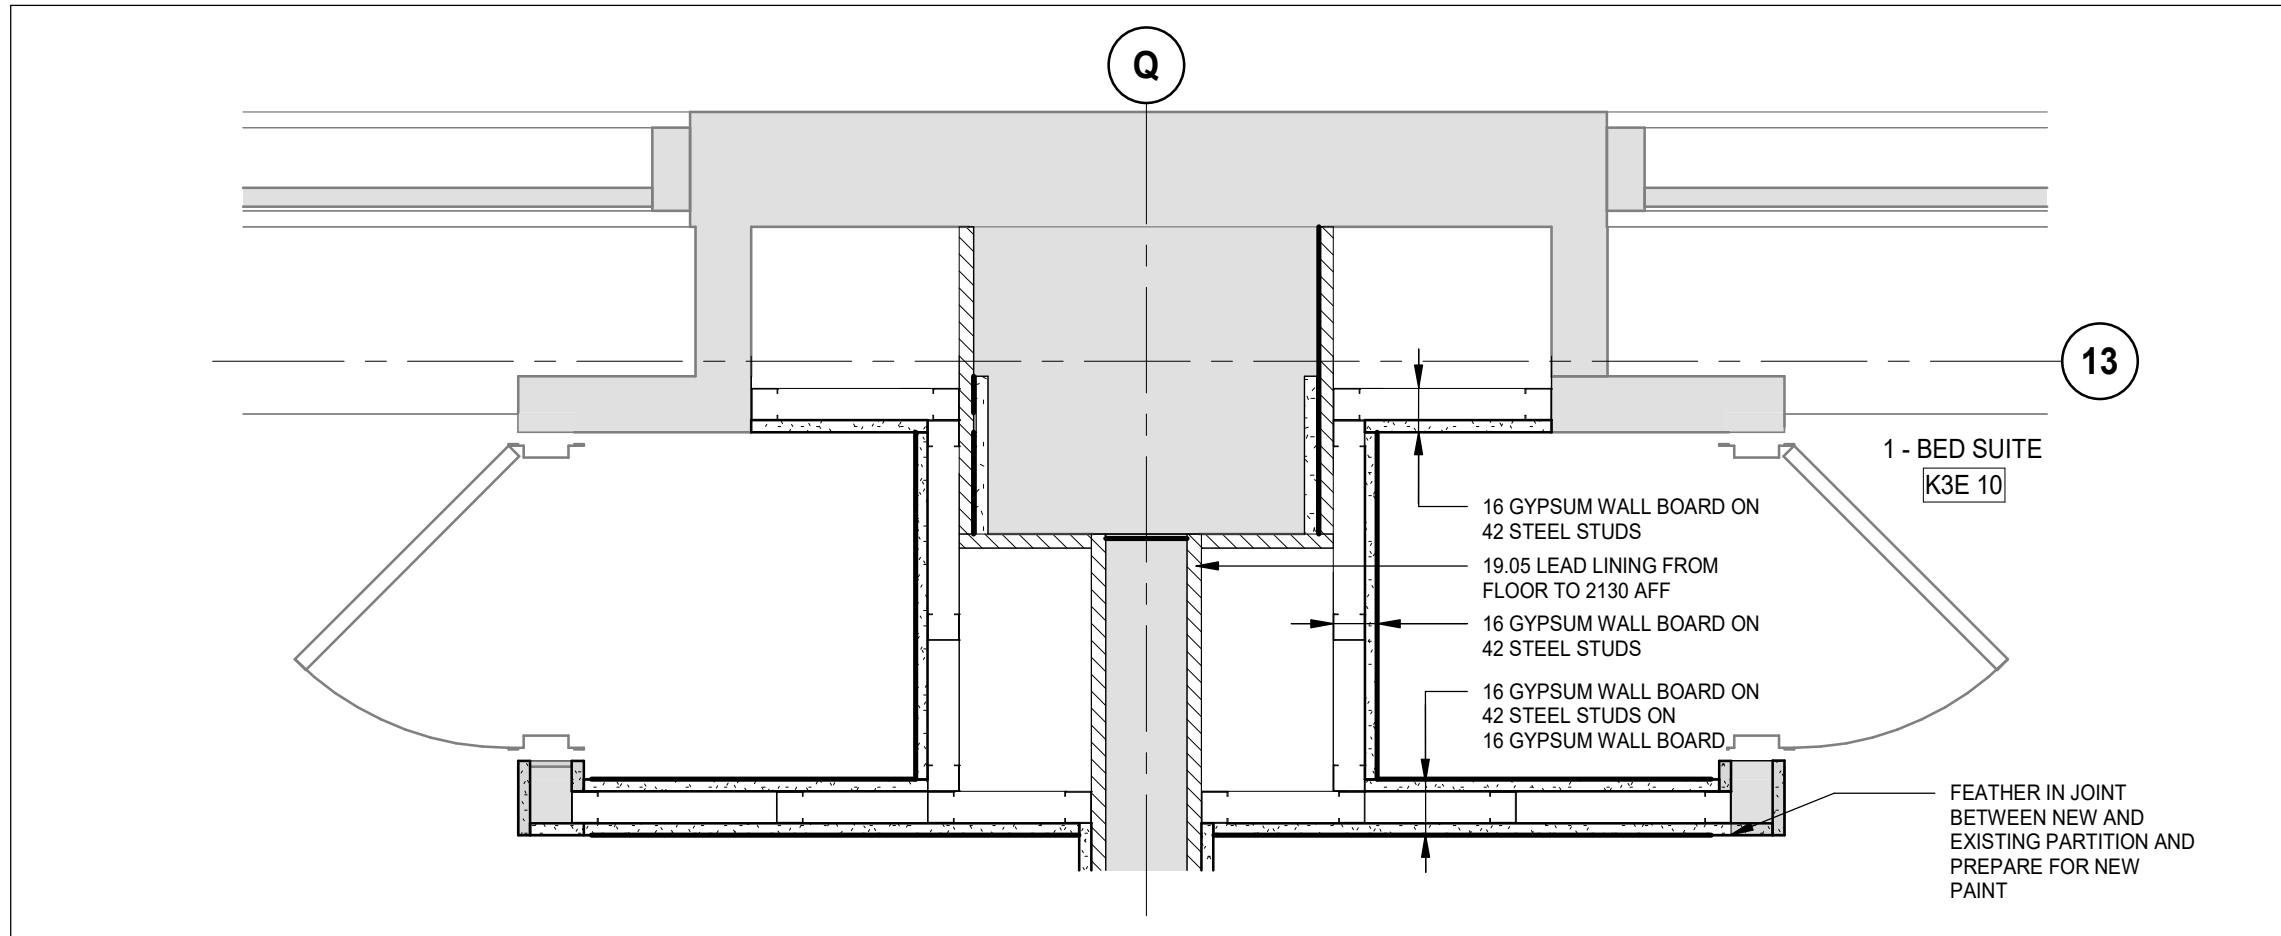 Q
13
1 - BED SUITE
K3E 10
16 GYPSUM WALL BOARD ON
42 STEEL STUDS
19.05 LEAD LINING FROM
FLOOR TO 2130 AFF
16 GYPSUM WALL BOARD ON
42 STEEL STUDS
16 GYPSUM WALL BOARD ON
42 STEEL STUDS ON
16 GYPSUM WALL BOARD
FEATHER IN JOINT
BETWEEN NEW AND
EXISTING PARTITION AND
PREPARE FOR NEW
PAINT